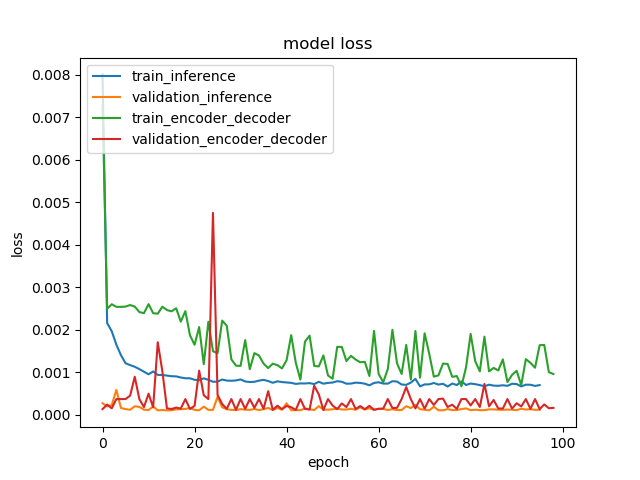 model loss
train_inference
validation_inference
train_encoder_decoder
validation_encoder_decoder
0.008
0.007
0.006
0.005
0.004
0.003
0.002
0.001
0.000
loss
0 20 40 60 80 100
epoch